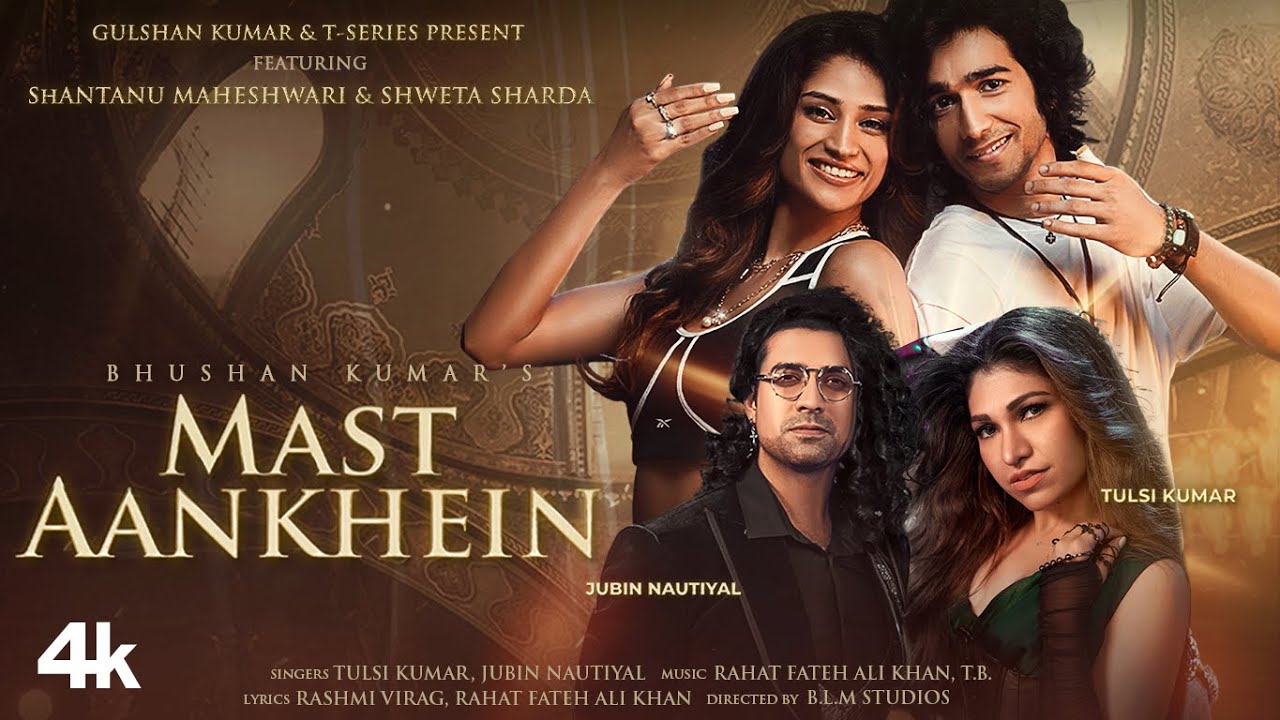 GULSHAN KUMAR & T-SERIES PRESENT
FEATURING
SHANTANU MAHESHWARI & SHWETA SHARDA
BHUSHAN KUMAR'S
MAST
AANKHEIN
TULSI KUMAR
JUBIN NAUTIYAL
4k
SINGERS TULSI KUMAR, JUBIN NAUTIYAL MUSIC RAHAT FATEH ALI KHAN, T.B.
LYRICS RASHMI VIRAG, RAHAT FATEH ALI KHAN DIRECTED BY B.L.M STUDIOS